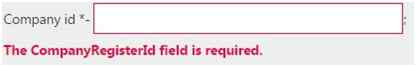 Company id *- ;
The CompanyRegisterId field is required.